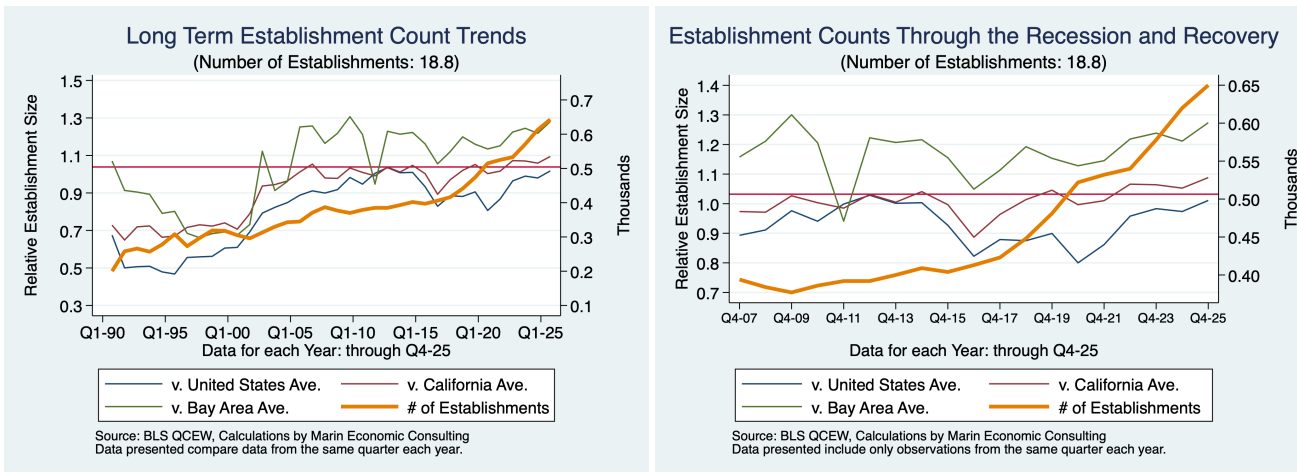 Long Term Establishment Count Trends
(Number of Establishments: 18.8)
Relative Establishment Size
1.5
1.3
1.1
0.9
0.7
0.5
0.3
0.7
0.6
0.5
0.4
0.3
0.2
0.1
Thousands
Q1-90 Q1-95 Q1-00 Q1-05 Q1-10 Q1-15 Q1-20 Q1-25
Data for each Year: through Q4-25
v. United States Ave. v. California Ave.
v. Bay Area Ave. # of Establishments
Source: BLS QCEW, Calculations by Marin Economic Consulting
Data presented compare data from the same quarter each year.
Establishment Counts Through the Recession and Recovery
(Number of Establishments: 18.8)
Relative Establishment Size
1.4
1.3
1.2
1.1
1.0
0.9
0.8
0.7
0.65
0.60
0.55
0.50
0.45
0.40
Thousands
Q4-07 Q4-09 Q4-11 Q4-13 Q4-15 Q4-17 Q4-19 Q4-21 Q4-23 Q4-25
Data for each Year: through Q4-25
v. United States Ave. v. California Ave.
v. Bay Area Ave. # of Establishments
Source: BLS QCEW, Calculations by Marin Economic Consulting
Data presented include only observations from the same quarter each year.